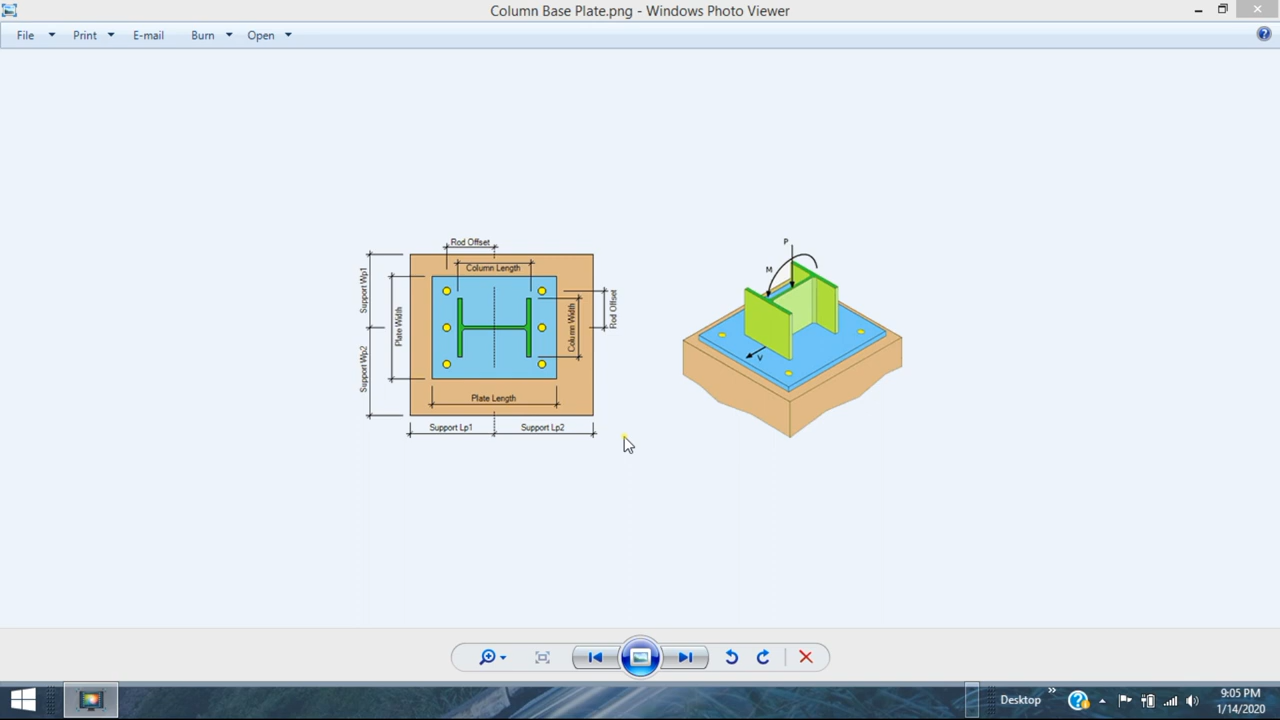 Column Base Plate.png - Windows Photo Viewer
File Print E-mail Burn Open
Rod Offset
Column Length
Support Wp1
Plate Width
Support Wp2
Column Width
Rod Offset
Plate Length
Support Lp1
Support Lp2
P
M
V
Desktop
9:05 PM
1/14/2020